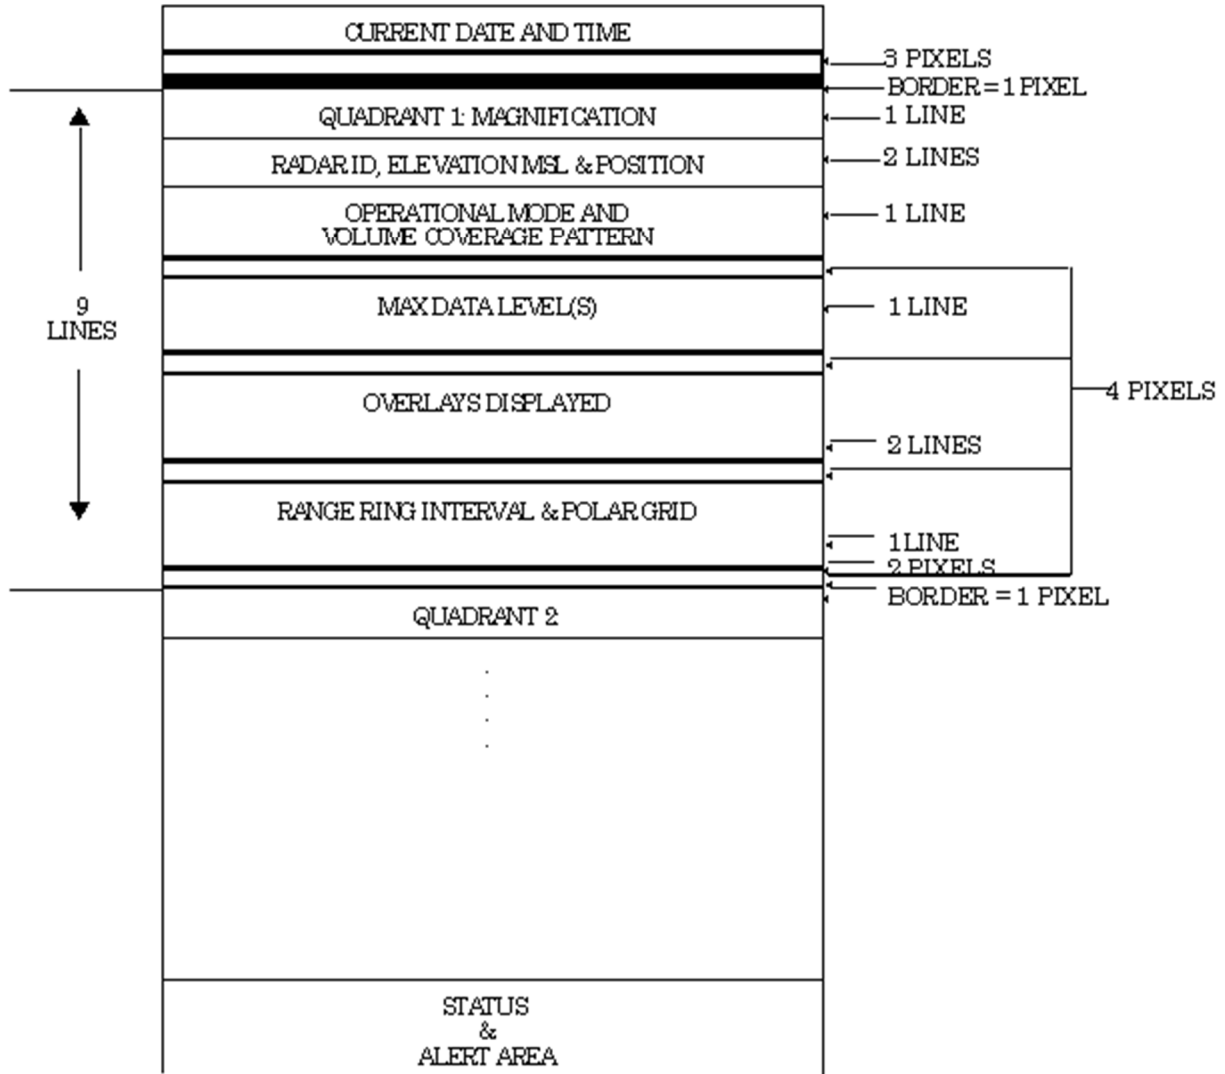 CURRENT DATE AND TIME
3 PIXELS
BORDER = 1 PIXEL
QUADRANT 1: MAGNIFICATION
1 LINE
RADAR ID, ELEVATION MSL & POSITION
2 LINES
OPERATIONAL MODE AND
VOLUME COVERAGE PATTERN
1 LINE
9
LINES
MAX DATA LEVEL(S)
1 LINE
4 PIXELS
OVERLAYS DISPLAYED
2 LINES
RANGE RING INTERVAL & POLAR GRID
1 LINE
2 PIXELS
BORDER = 1 PIXEL
QUADRANT 2
STATUS
&
ALERT AREA